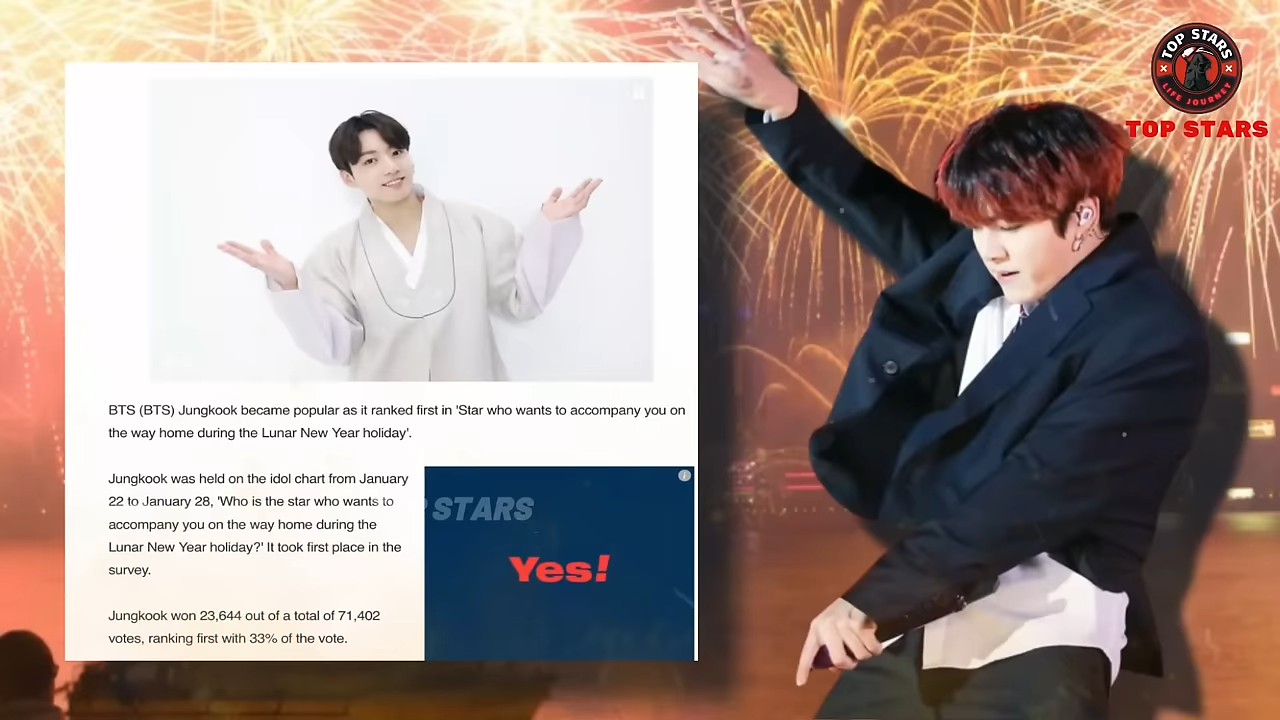 TOP STARS
LIFE JOURNEY
TOP STARS
BTS (BTS) Jungkook became popular as it ranked first in 'Star who wants to accompany you on
the way home during the Lunar New Year holiday'.
Jungkook was held on the idol chart from January
22 to January 28, 'Who is the star who wants to
accompany you on the way home during the
Lunar New Year holiday?' It took first place in the
survey.
Jungkook won 23,644 out of a total of 71,402
votes, ranking first with 33% of the vote.
STARS
Yes!